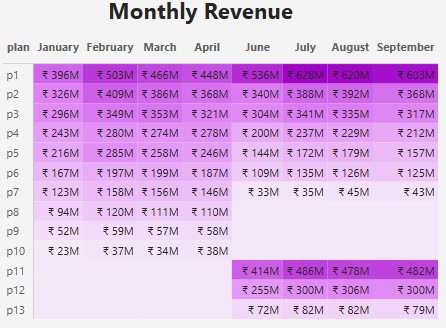 Monthly Revenue
plan January February March April June July August September
p1 ₹ 396M ₹ 503M ₹ 466M ₹ 448M ₹ 536M ₹ 628M ₹ 620M ₹ 603M
p2 ₹ 326M ₹ 409M ₹ 386M ₹ 368M ₹ 340M ₹ 388M ₹ 392M ₹ 368M
p3 ₹ 296M ₹ 349M ₹ 353M ₹ 321M ₹ 304M ₹ 341M ₹ 335M ₹ 317M
p4 ₹ 243M ₹ 280M ₹ 274M ₹ 278M ₹ 200M ₹ 237M ₹ 229M ₹ 212M
p5 ₹ 216M ₹ 285M ₹ 258M ₹ 246M ₹ 144M ₹ 172M ₹ 179M ₹ 157M
p6 ₹ 167M ₹ 197M ₹ 199M ₹ 187M ₹ 109M ₹ 135M ₹ 126M ₹ 125M
p7 ₹ 123M ₹ 158M ₹ 156M ₹ 146M ₹ 33M ₹ 35M ₹ 45M ₹ 43M
p8 ₹ 94M ₹ 120M ₹ 111M ₹ 110M
p9 ₹ 52M ₹ 59M ₹ 57M ₹ 58M
p10 ₹ 23M ₹ 37M ₹ 34M ₹ 38M
p11 ₹ 414M ₹ 486M ₹ 478M ₹ 482M
p12 ₹ 255M ₹ 300M ₹ 306M ₹ 300M
p13 ₹ 72M ₹ 82M ₹ 82M ₹ 79M